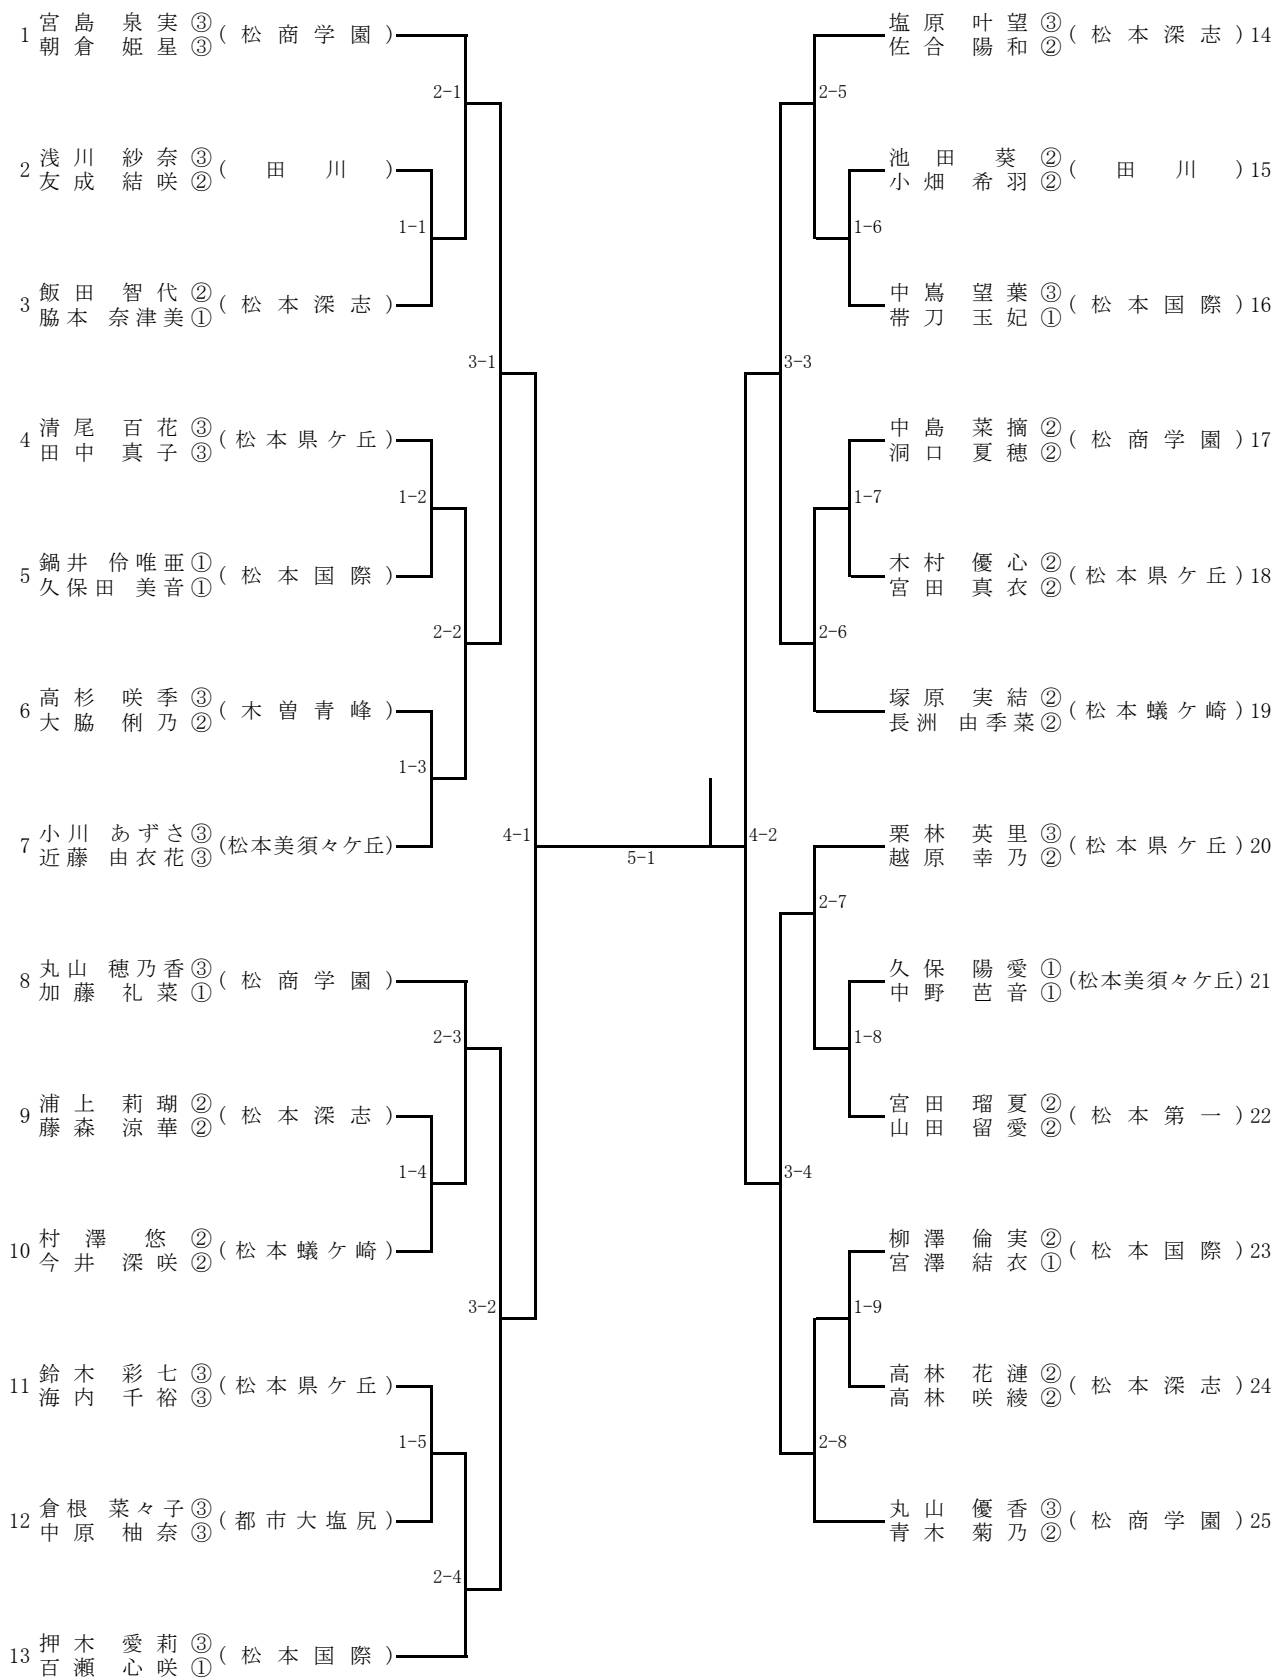 1 宮島 泉実 ③ (松商学園)
朝倉 姫星 ③
2-1
2 浅川 紗奈 ③ (田川)
友成 結咲 ②
1-1
3 飯田 智代 ② (松本深志)
脇本 奈津美 ①
3-1
4 清尾 百花 ③ (松本県ケ丘)
田中 真子 ③
1-2
5 鍋井 伶唯亜 ① (松本国際)
久保田 美音 ①
2-2
6 高杉 咲季 ③ (木曽青峰)
大脇 俐乃 ②
1-3
7 小川 あずさ ③ (松本美須々ケ丘)
近藤 由衣花 ③
4-1
5-1
8 丸山 穂乃香 ③ (松商学園)
加藤 礼菜 ①
2-3
9 浦上 莉瑚 ② (松本深志)
藤森 涼華 ②
1-4
10 村澤 悠 ② (松本蟻ケ崎)
今井 深咲 ②
3-2
11 鈴木 彩七 ③ (松本県ケ丘)
海内 千裕 ③
1-5
12 倉根 菜々子 ③ (都市大塩尻)
中原 柚奈 ③
2-4
13 押木 愛莉 ③ (松本国際)
百瀬 心咲 ①
塩原 叶望 ③ (松本深志) 14
佐合 陽和 ②
2-5
池田 葵 ② (田川) 15
小畑 希羽 ②
1-6
中嶌 望葉 ③ (松本国際) 16
帯刀 玉妃 ①
3-3
中島 菜摘 ② (松商学園) 17
洞口 夏穂 ②
1-7
木村 優心 ② (松本県ケ丘) 18
宮田 真衣 ②
2-6
塚原 実結 ② (松本蟻ケ崎) 19
長洲 由季菜 ②
4-2
栗林 英里 ③ (松本県ケ丘) 20
越原 幸乃 ②
2-7
久保 陽愛 ① (松本美須々ケ丘) 21
中野 芭音 ①
1-8
宮田 瑠夏 ② (松本第一) 22
山田 留愛 ②
3-4
柳澤 倫実 ② (松本国際) 23
宮澤 結衣 ①
1-9
高林 花漣 ② (松本深志) 24
高林 咲綾 ②
2-8
丸山 優香 ③ (松商学園) 25
青木 菊乃 ②